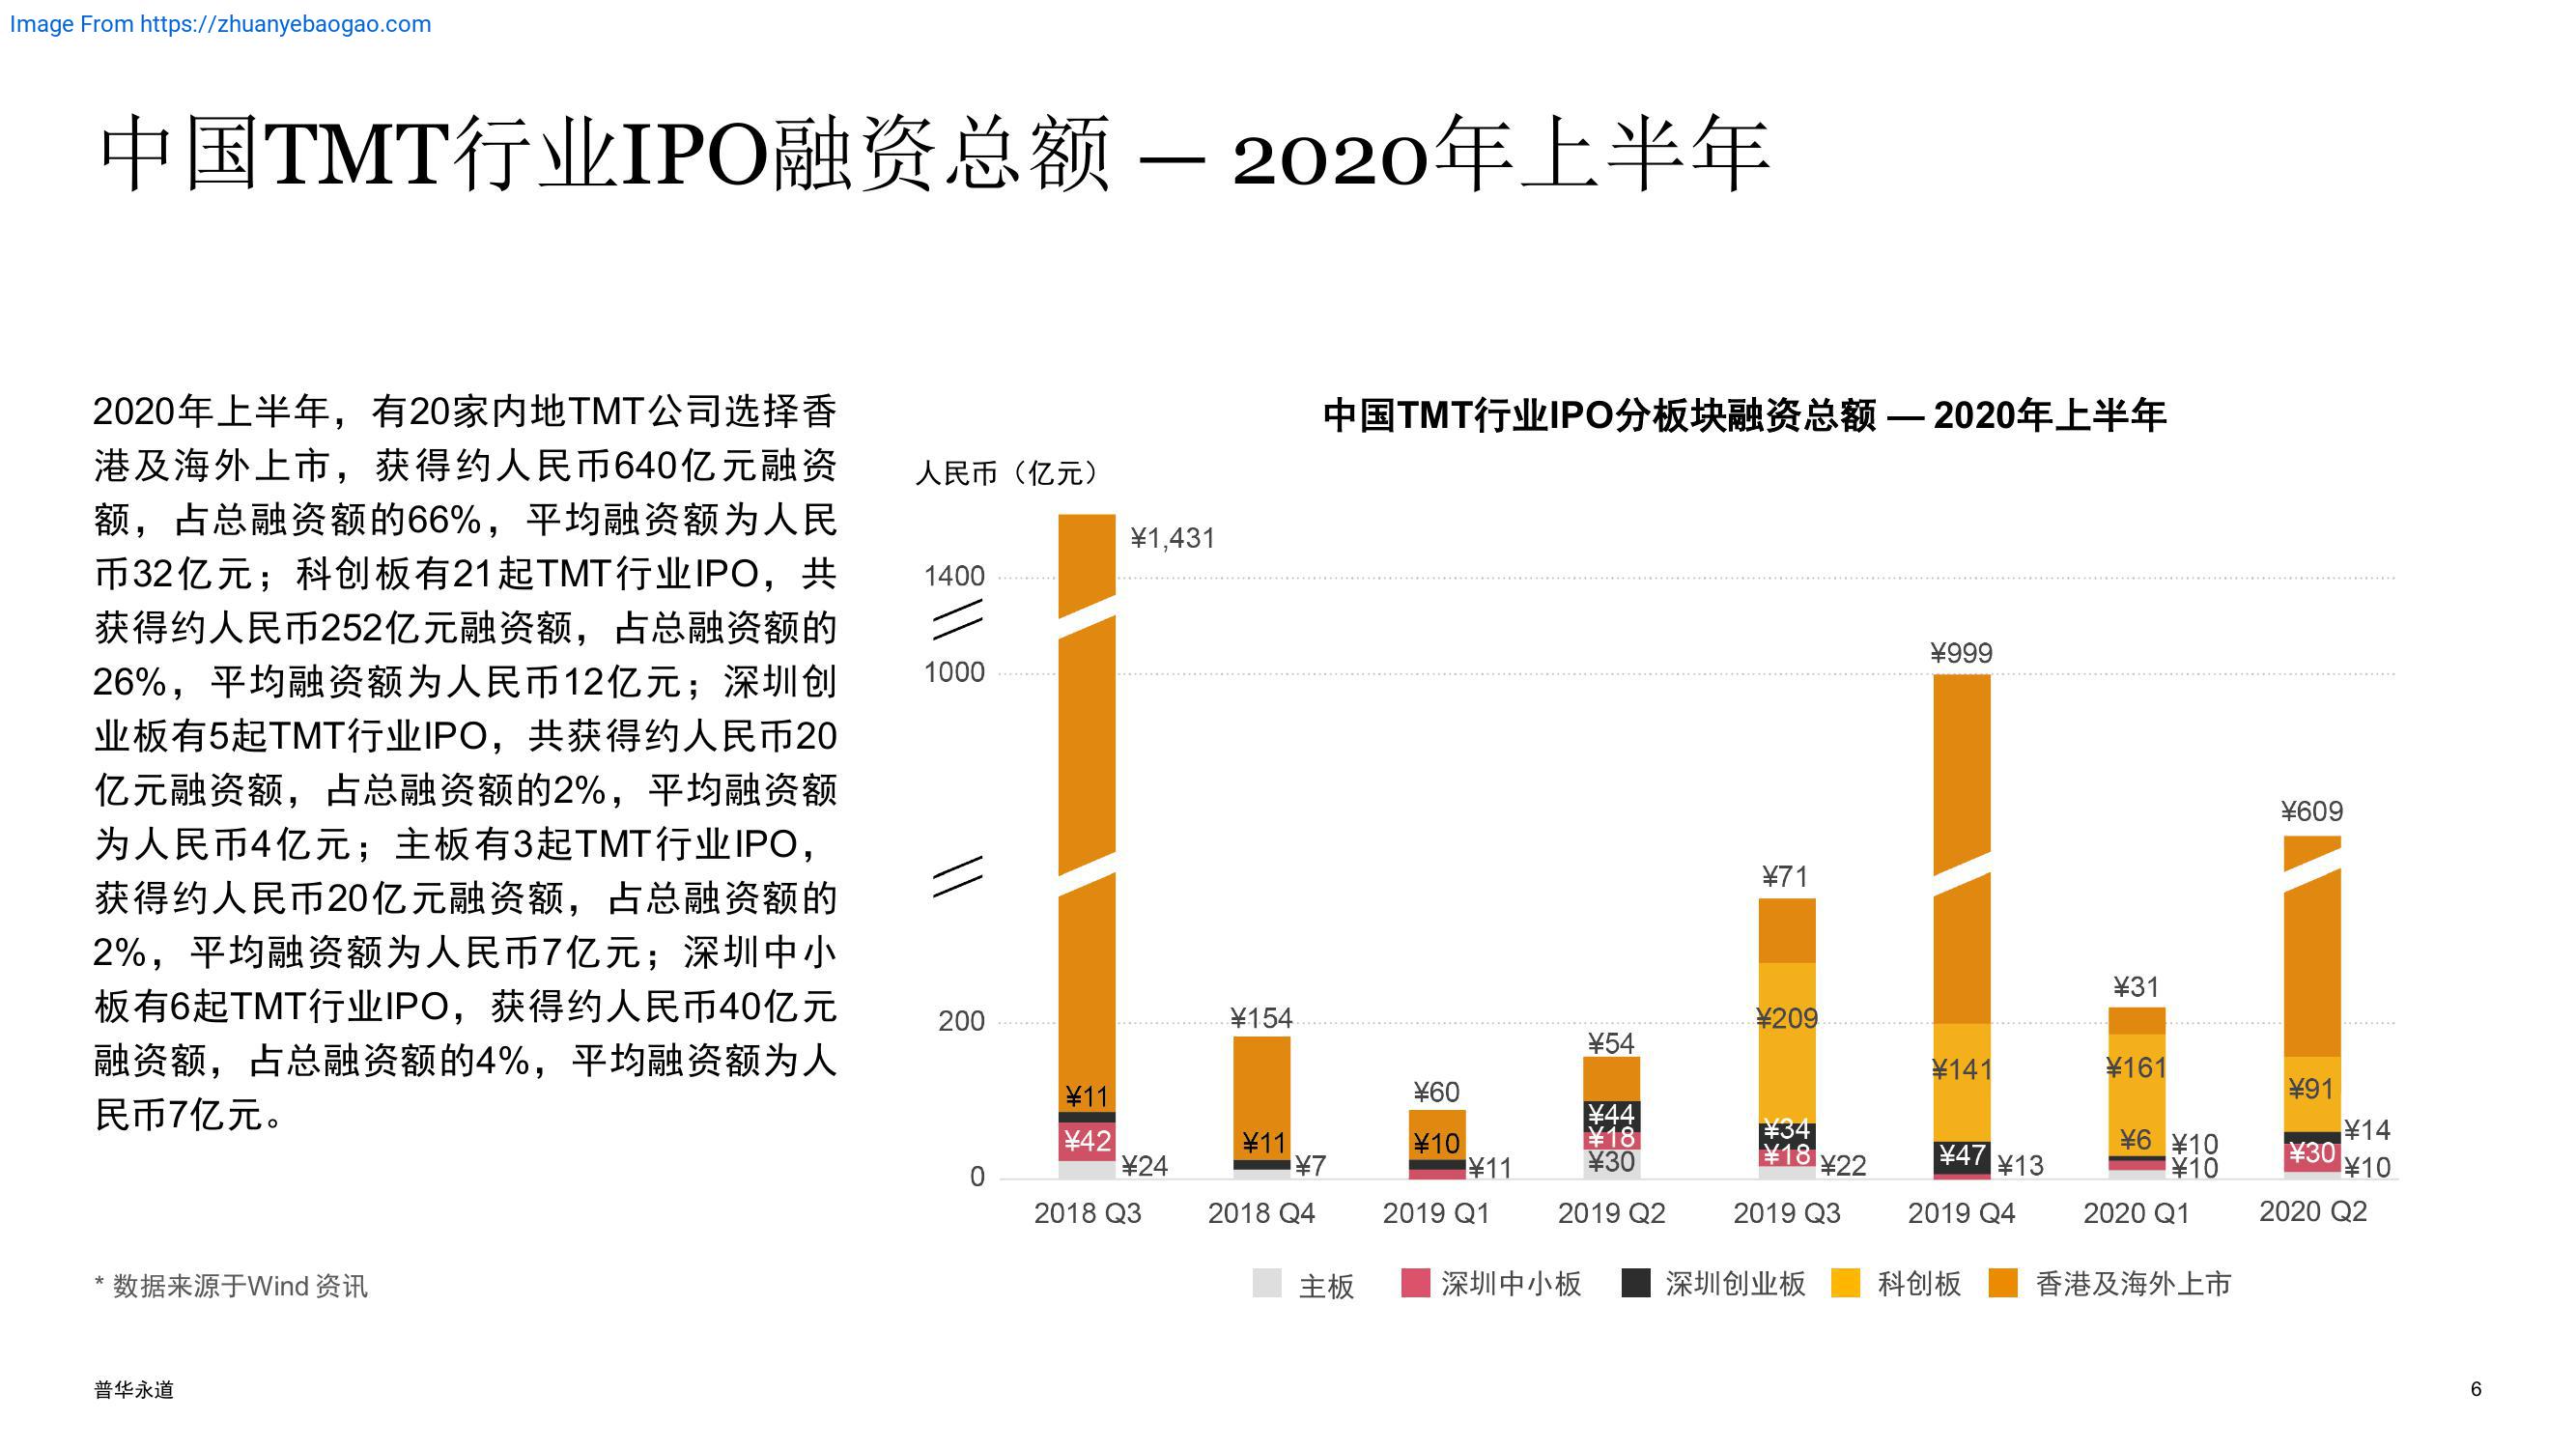 Image From https://zhuanyebaogao.com
中国TMT行业IPO融资总额 — 2020年上半年
2020年上半年，有20家内地TMT公司选择香
港及海外上市，获得约人民币640亿元融资
额，占总融资额的66%，平均融资额为人民
币32亿元；科创板有21起TMT行业IPO，共
获得约人民币252亿元融资额，占总融资额的
26%，平均融资额为人民币12亿元；深圳创
业板有5起TMT行业IPO，共获得约人民币20
亿元融资额，占总融资额的2%，平均融资额
为人民币4亿元；主板有3起TMT行业IPO，
获得约人民币20亿元融资额，占总融资额的
2%，平均融资额为人民币7亿元；深圳中小
板有6起TMT行业IPO，获得约人民币40亿元
融资额，占总融资额的4%，平均融资额为人
民币7亿元。
* 数据来源于Wind 资讯
中国TMT行业IPO分板块融资总额 — 2020年上半年
人民币（亿元）
1400
1000
200
0
¥1,431
¥11
¥42
¥24
¥154
¥11
¥7
¥60
¥10
¥11
¥54
¥44
¥18
¥30
¥71
¥209
¥34
¥18
¥22
¥999
¥141
¥47
¥13
¥31
¥161
¥6
¥10
¥10
¥609
¥91
¥14
¥30
¥10
2018 Q3 2018 Q4 2019 Q1 2019 Q2 2019 Q3 2019 Q4 2020 Q1 2020 Q2
主板 深圳中小板 深圳创业板 科创板 香港及海外上市
普华永道
6